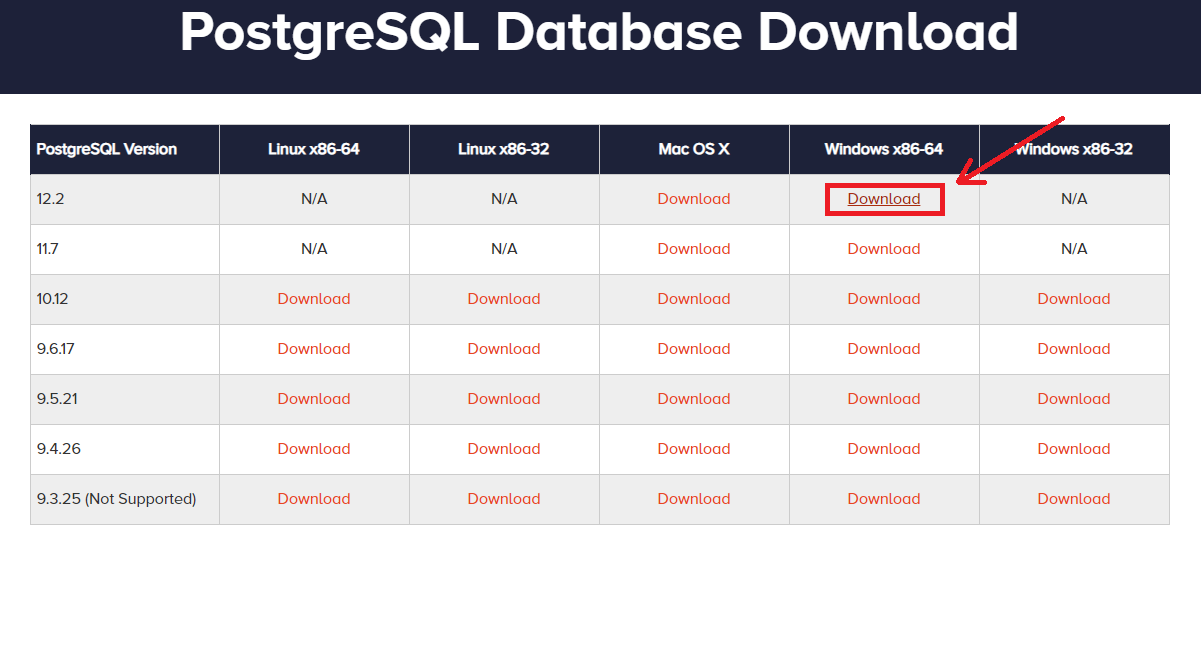 PostgreSQL Database Download
PostgreSQL Version Linux x86-64 Linux x86-32 Mac OS X Windows x86-64 Windows x86-32
12.2 N/A N/A Download Download N/A
11.7 N/A N/A Download Download N/A
10.12 Download Download Download Download Download
9.6.17 Download Download Download Download Download
9.5.21 Download Download Download Download Download
9.4.26 Download Download Download Download Download
9.3.25 (Not Supported) Download Download Download Download Download